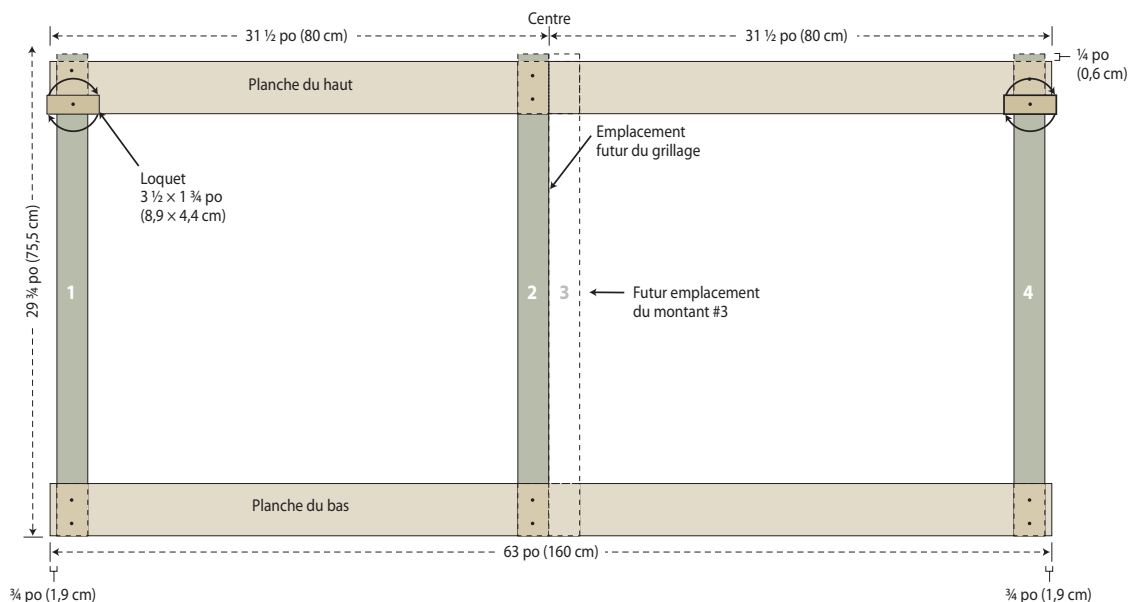 Centre
31 ½ po (80 cm)
31 ½ po (80 cm)
¼ po
(0,6 cm)
Planche du haut
Emplacement
futur du grillage
Loquet
3 ½ × 1 ¾ po
(8,9 × 4,4 cm)
29 ¾ po (75,5 cm)
1
2
3
Futur emplacement
du montant #3
4
Planche du bas
63 po (160 cm)
¾ po (1,9 cm)
¾ po (1,9 cm)